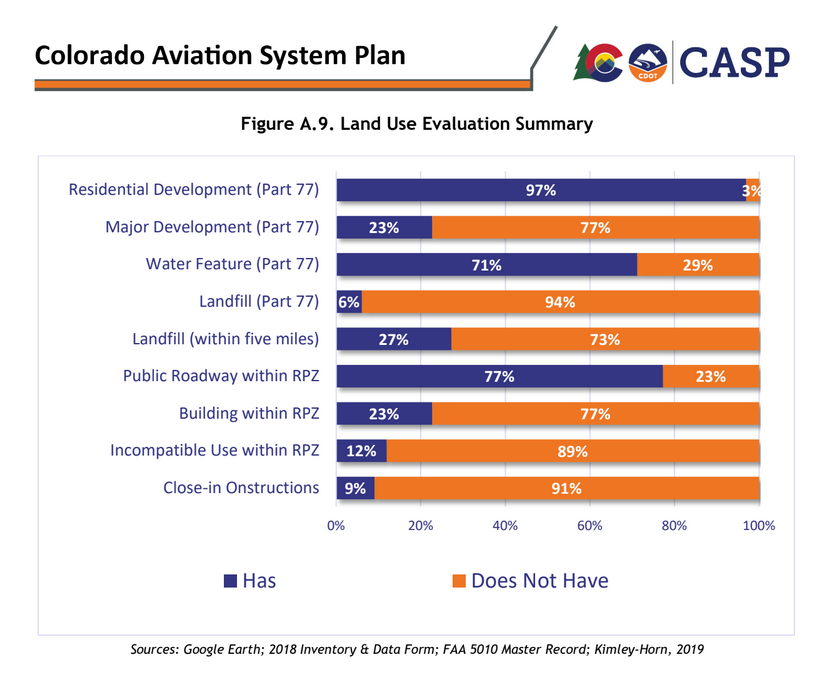 Colorado Aviation System Plan
CDOT
CASP
Figure A.9. Land Use Evaluation Summary
Residential Development (Part 77) 97% 3%
Major Development (Part 77) 23% 77%
Water Feature (Part 77) 71% 29%
Landfill (Part 77) 6% 94%
Landfill (within five miles) 27% 73%
Public Roadway within RPZ 77% 23%
Building within RPZ 23% 77%
Incompatible Use within RPZ 12% 89%
Close-in Onstructions 9% 91%
0% 20% 40% 60% 80% 100%
Has Does Not Have
Sources: Google Earth; 2018 Inventory & Data Form; FAA 5010 Master Record; Kimley-Horn, 2019